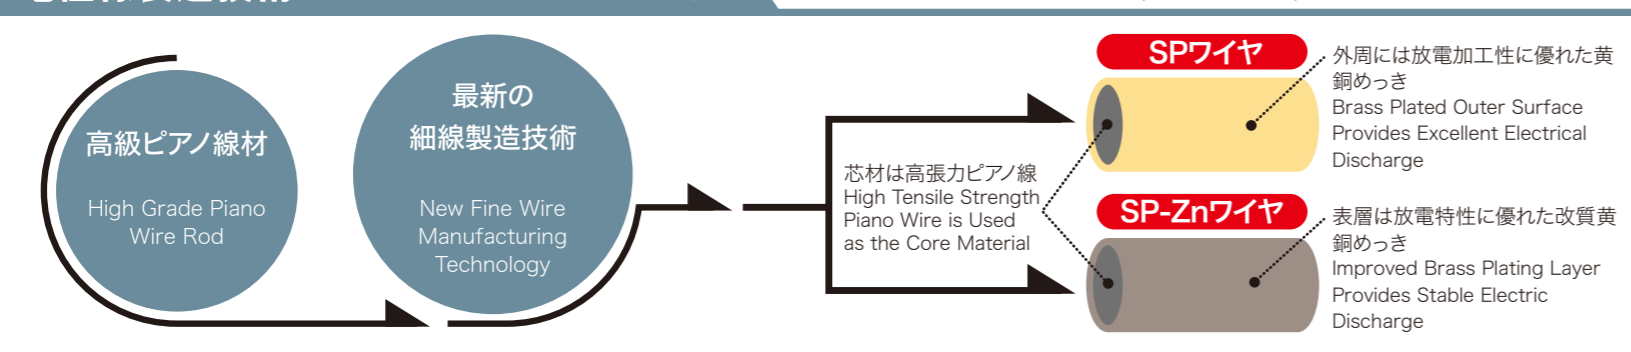 高級ピアノ線材
High Grade Piano
Wire Rod
最新の
細線製造技術
New Fine Wire
Manufacturing
Technology
芯材は高張力ピアノ線
High Tensile Strength
Piano Wire is Used
as the Core Material
SPワイヤ
外周には放電加工性に優れた黄
銅めっき
Brass Plated Outer Surface
Provides Excellent Electrical
Discharge
SP-Znワイヤ
表層は放電特性に優れた改質黄
銅めっき
Improved Brass Plating Layer
Provides Stable Electric
Discharge